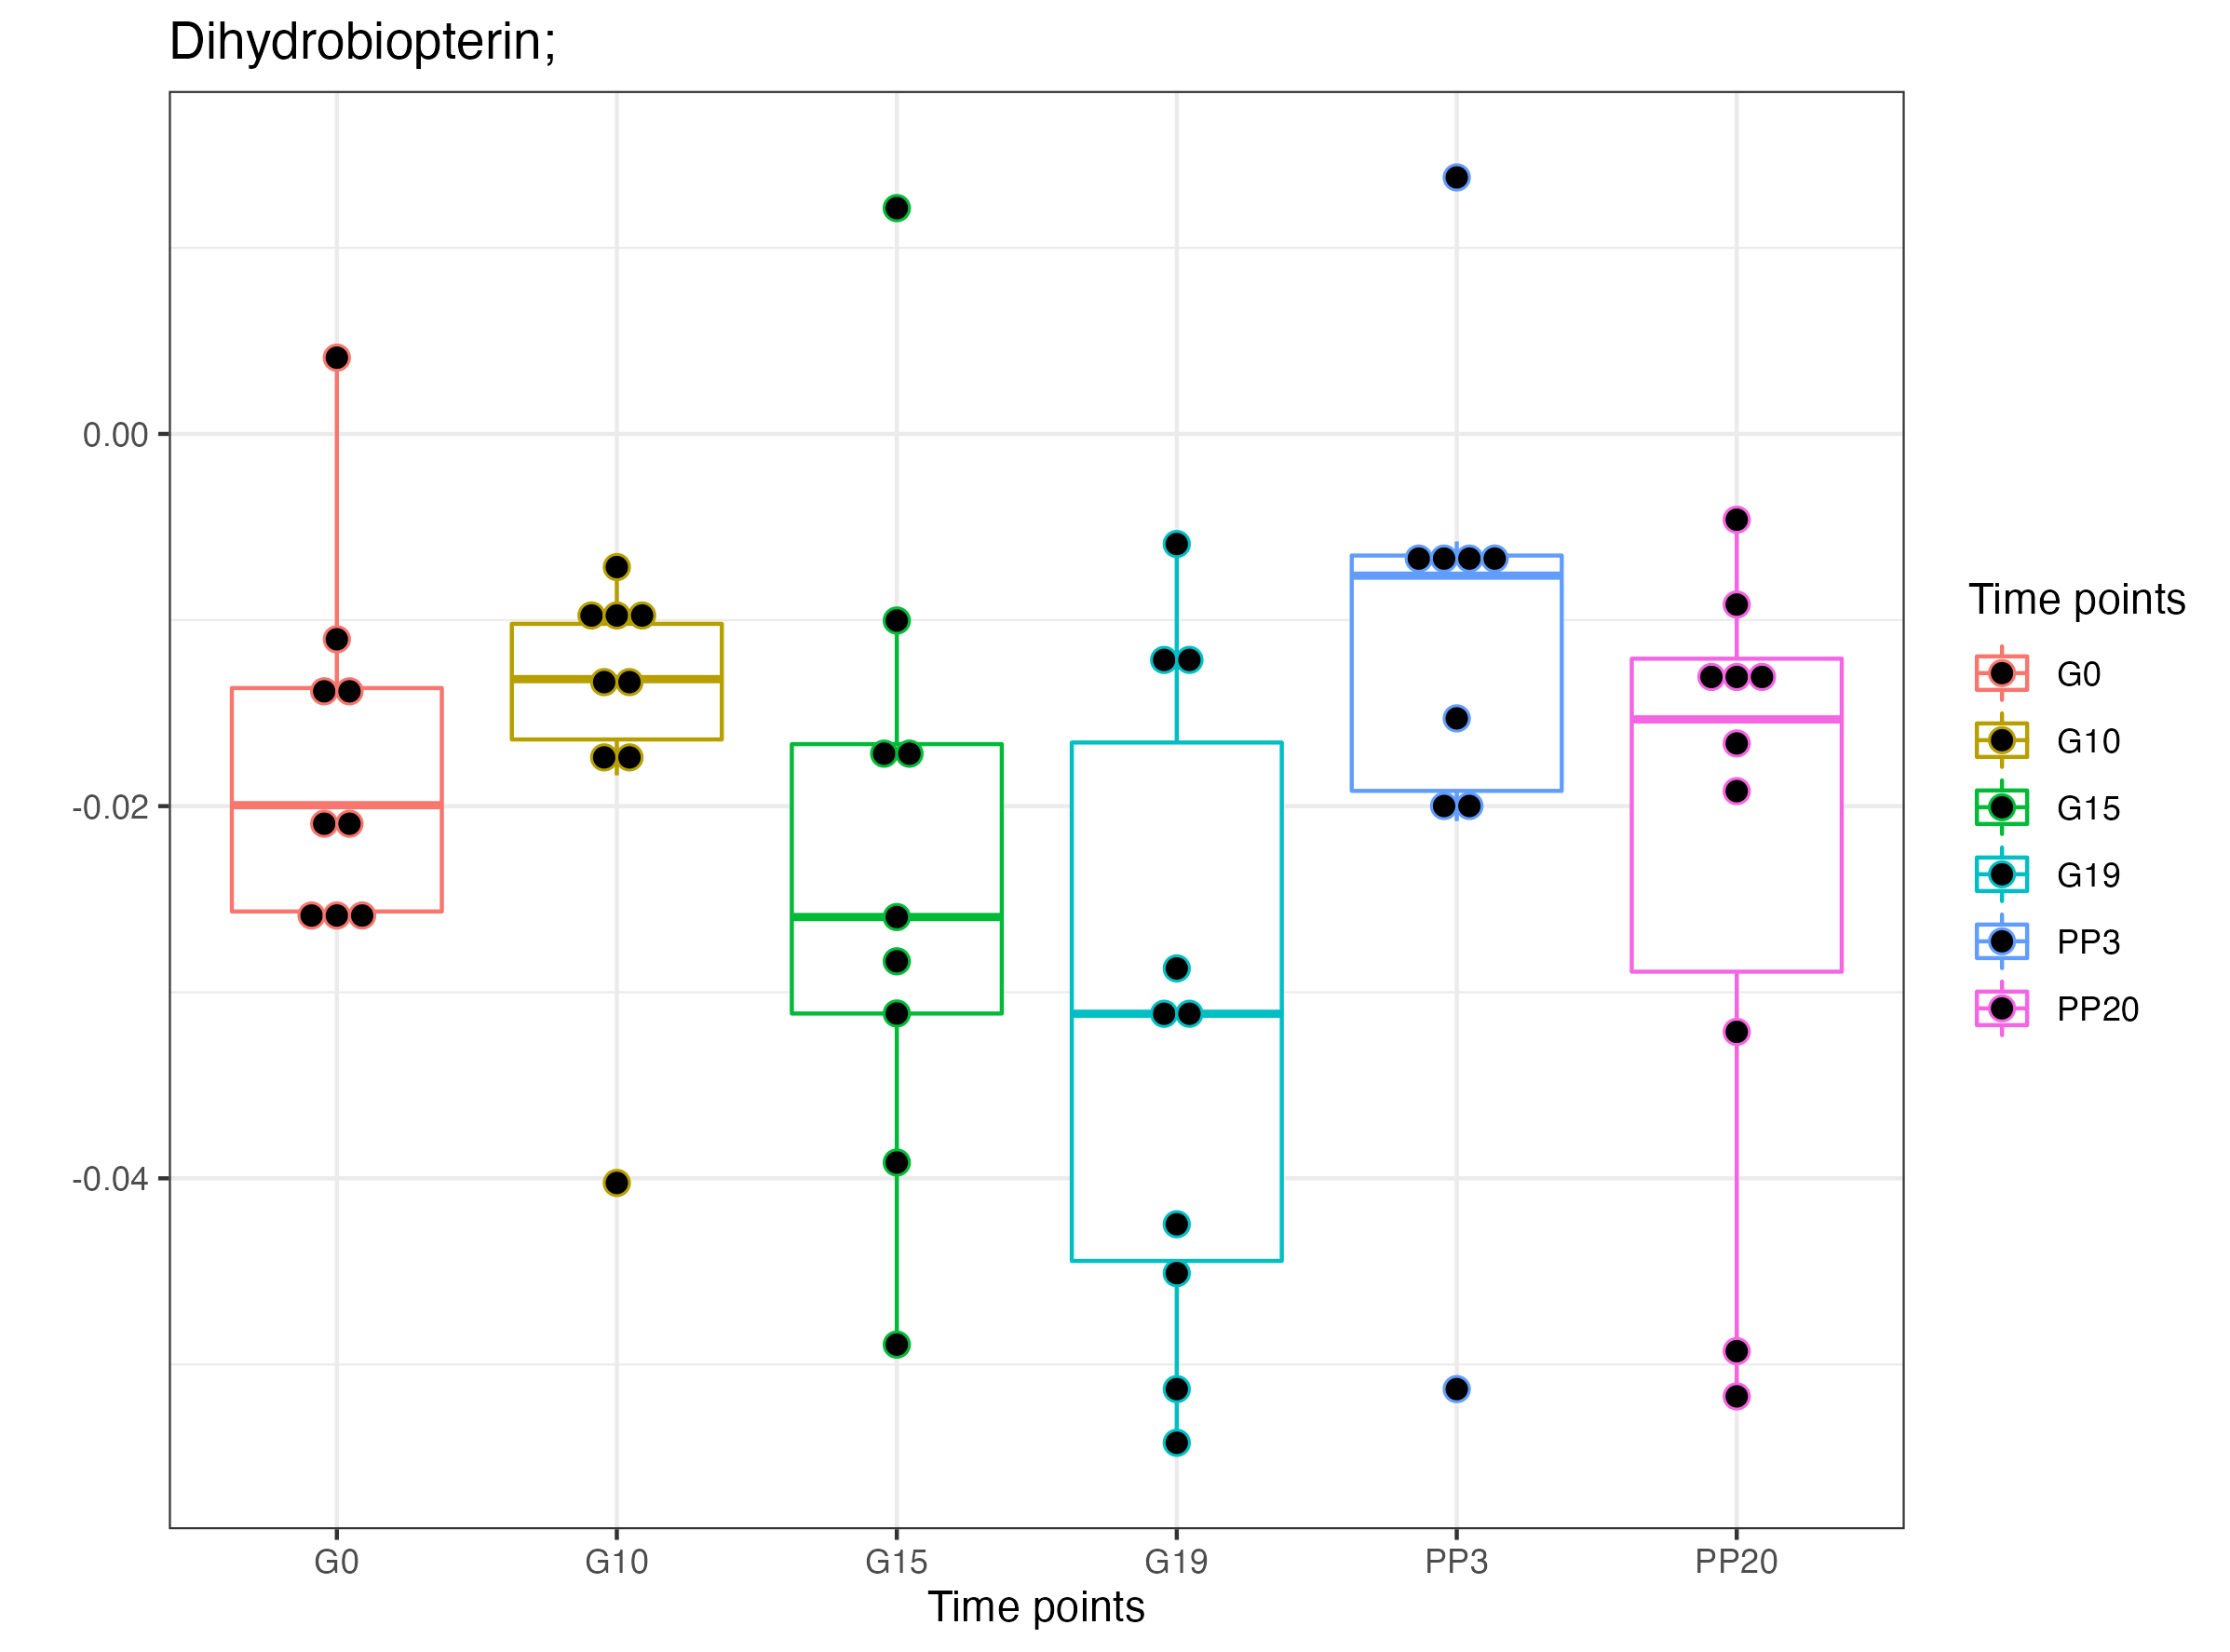 Dihydrobiopterin;
0.00
-0.02
-0.04
G0
G10
G15
G19
PP3
PP20
Time points
Time points
G0
G10
G15
G19
PP3
PP20